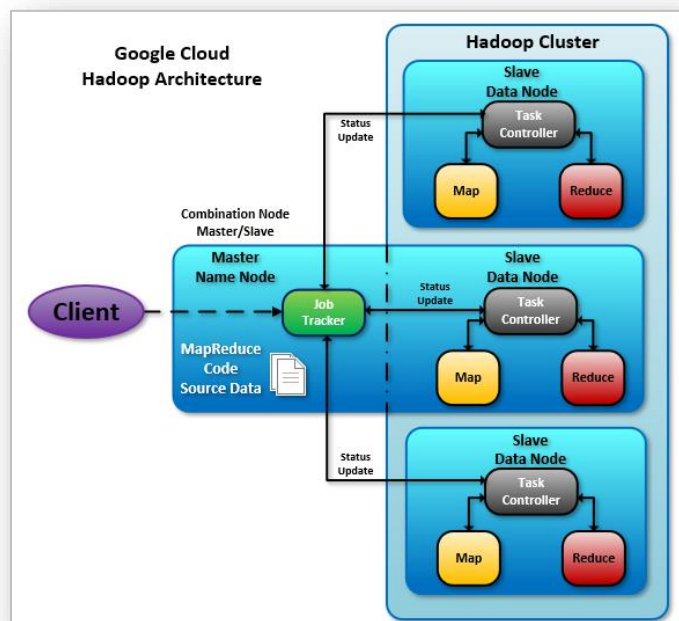 Google Cloud
Hadoop Architecture
Hadoop Cluster
Slave
Data Node
Task
Controller
Map
Reduce
Status
Update
Combination Node
Master/Slave
Master
Name Node
Client
Job
Tracker
MapReduce
Code
Source Data
Status
Update
Slave
Data Node
Task
Controller
Map
Reduce
Status
Update
Slave
Data Node
Task
Controller
Map
Reduce